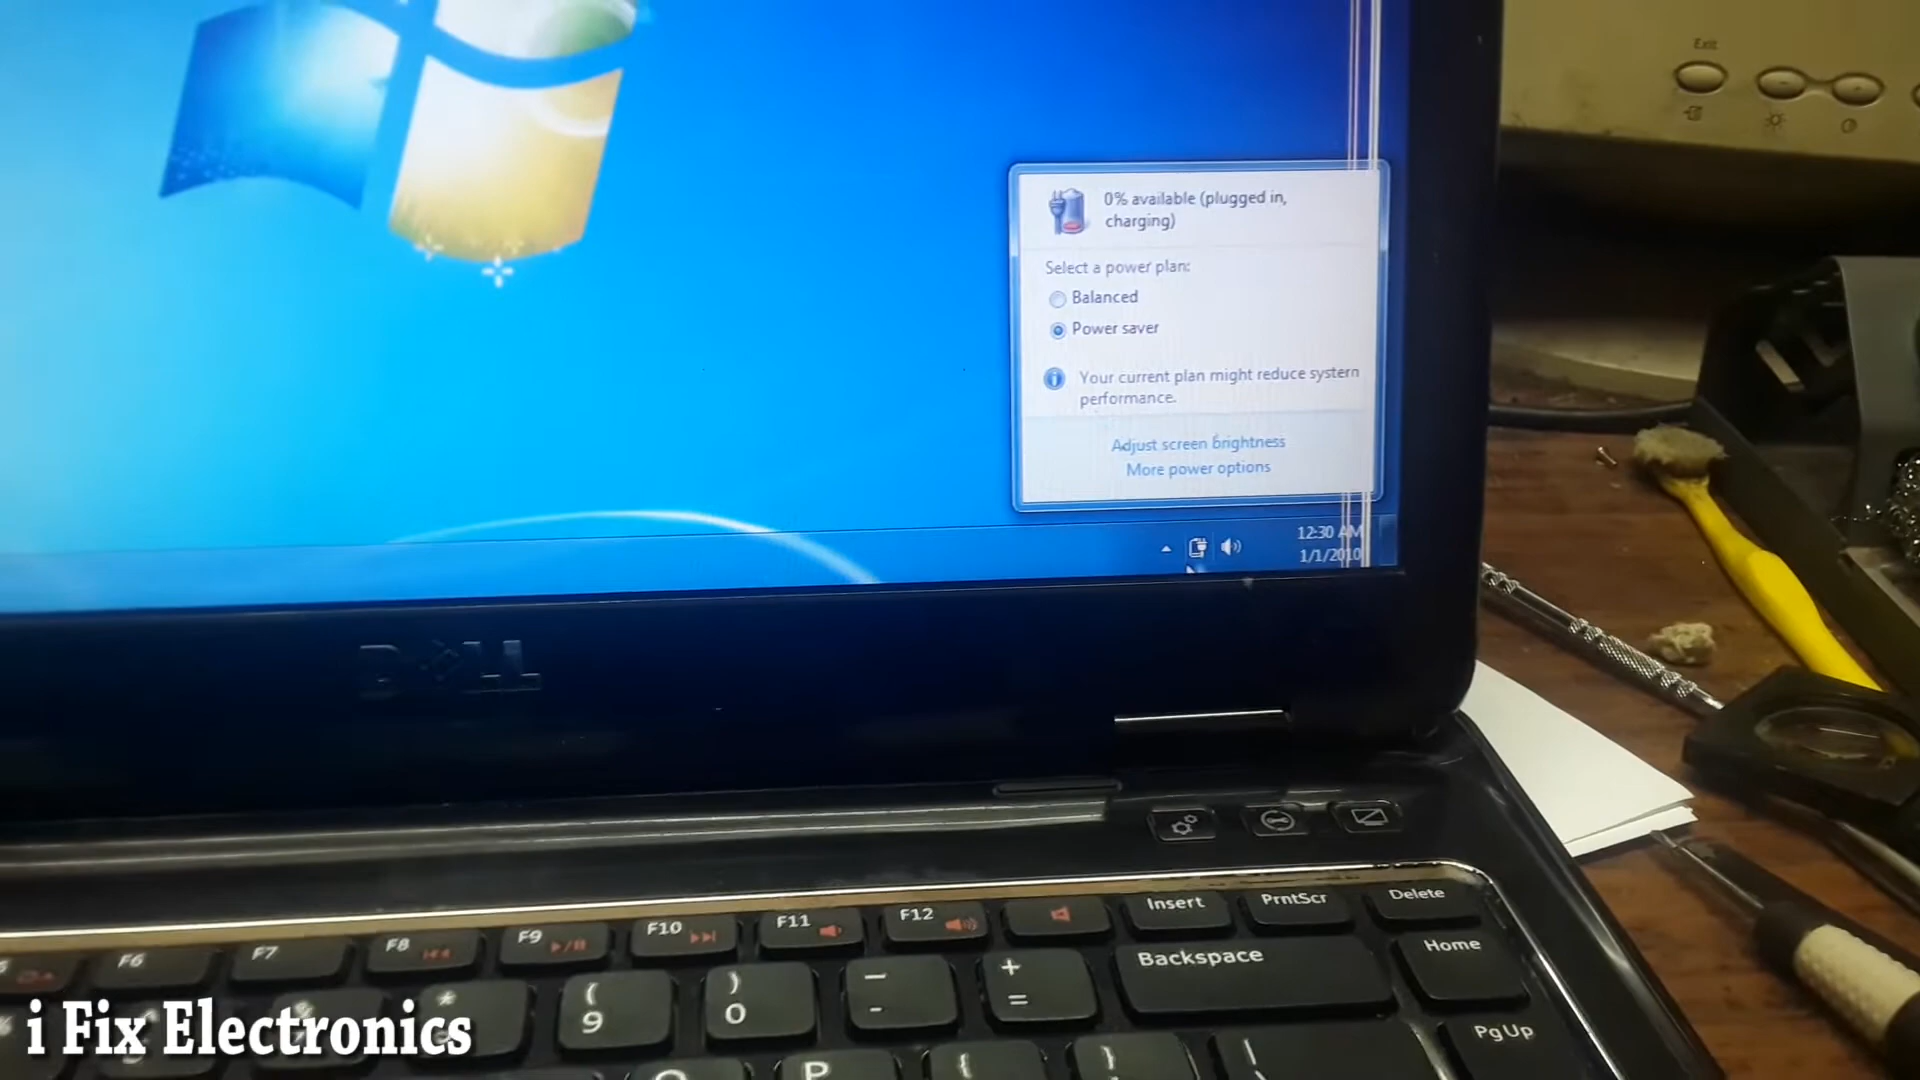 Exit
0% available (plugged in,
charging)
Select a power plan:
Balanced
Power saver
Your current plan might reduce system
performance.
Adjust screen brightness
More power options
12:30 AM
1/1/2010
DELL
Insert
PrntScr
Delete
F6
F7
F8
F9
F10
F11
F12
Backspace
Home
*
( 9
) 0
_ -
+ =
PgUp
P
{
}
|
i Fix Electronics